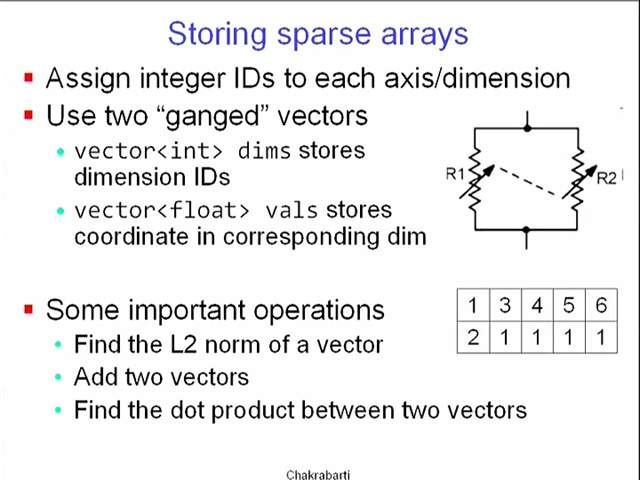 Storing sparse arrays
Assign integer IDs to each axis/dimension
Use two “ganged” vectors
vector<int> dims stores
dimension IDs
vector<float> vals stores
coordinate in corresponding dim
R1
R2
Some important operations
Find the L2 norm of a vector
Add two vectors
Find the dot product between two vectors
1 3 4 5 6
2 1 1 1 1
Chakrabarti